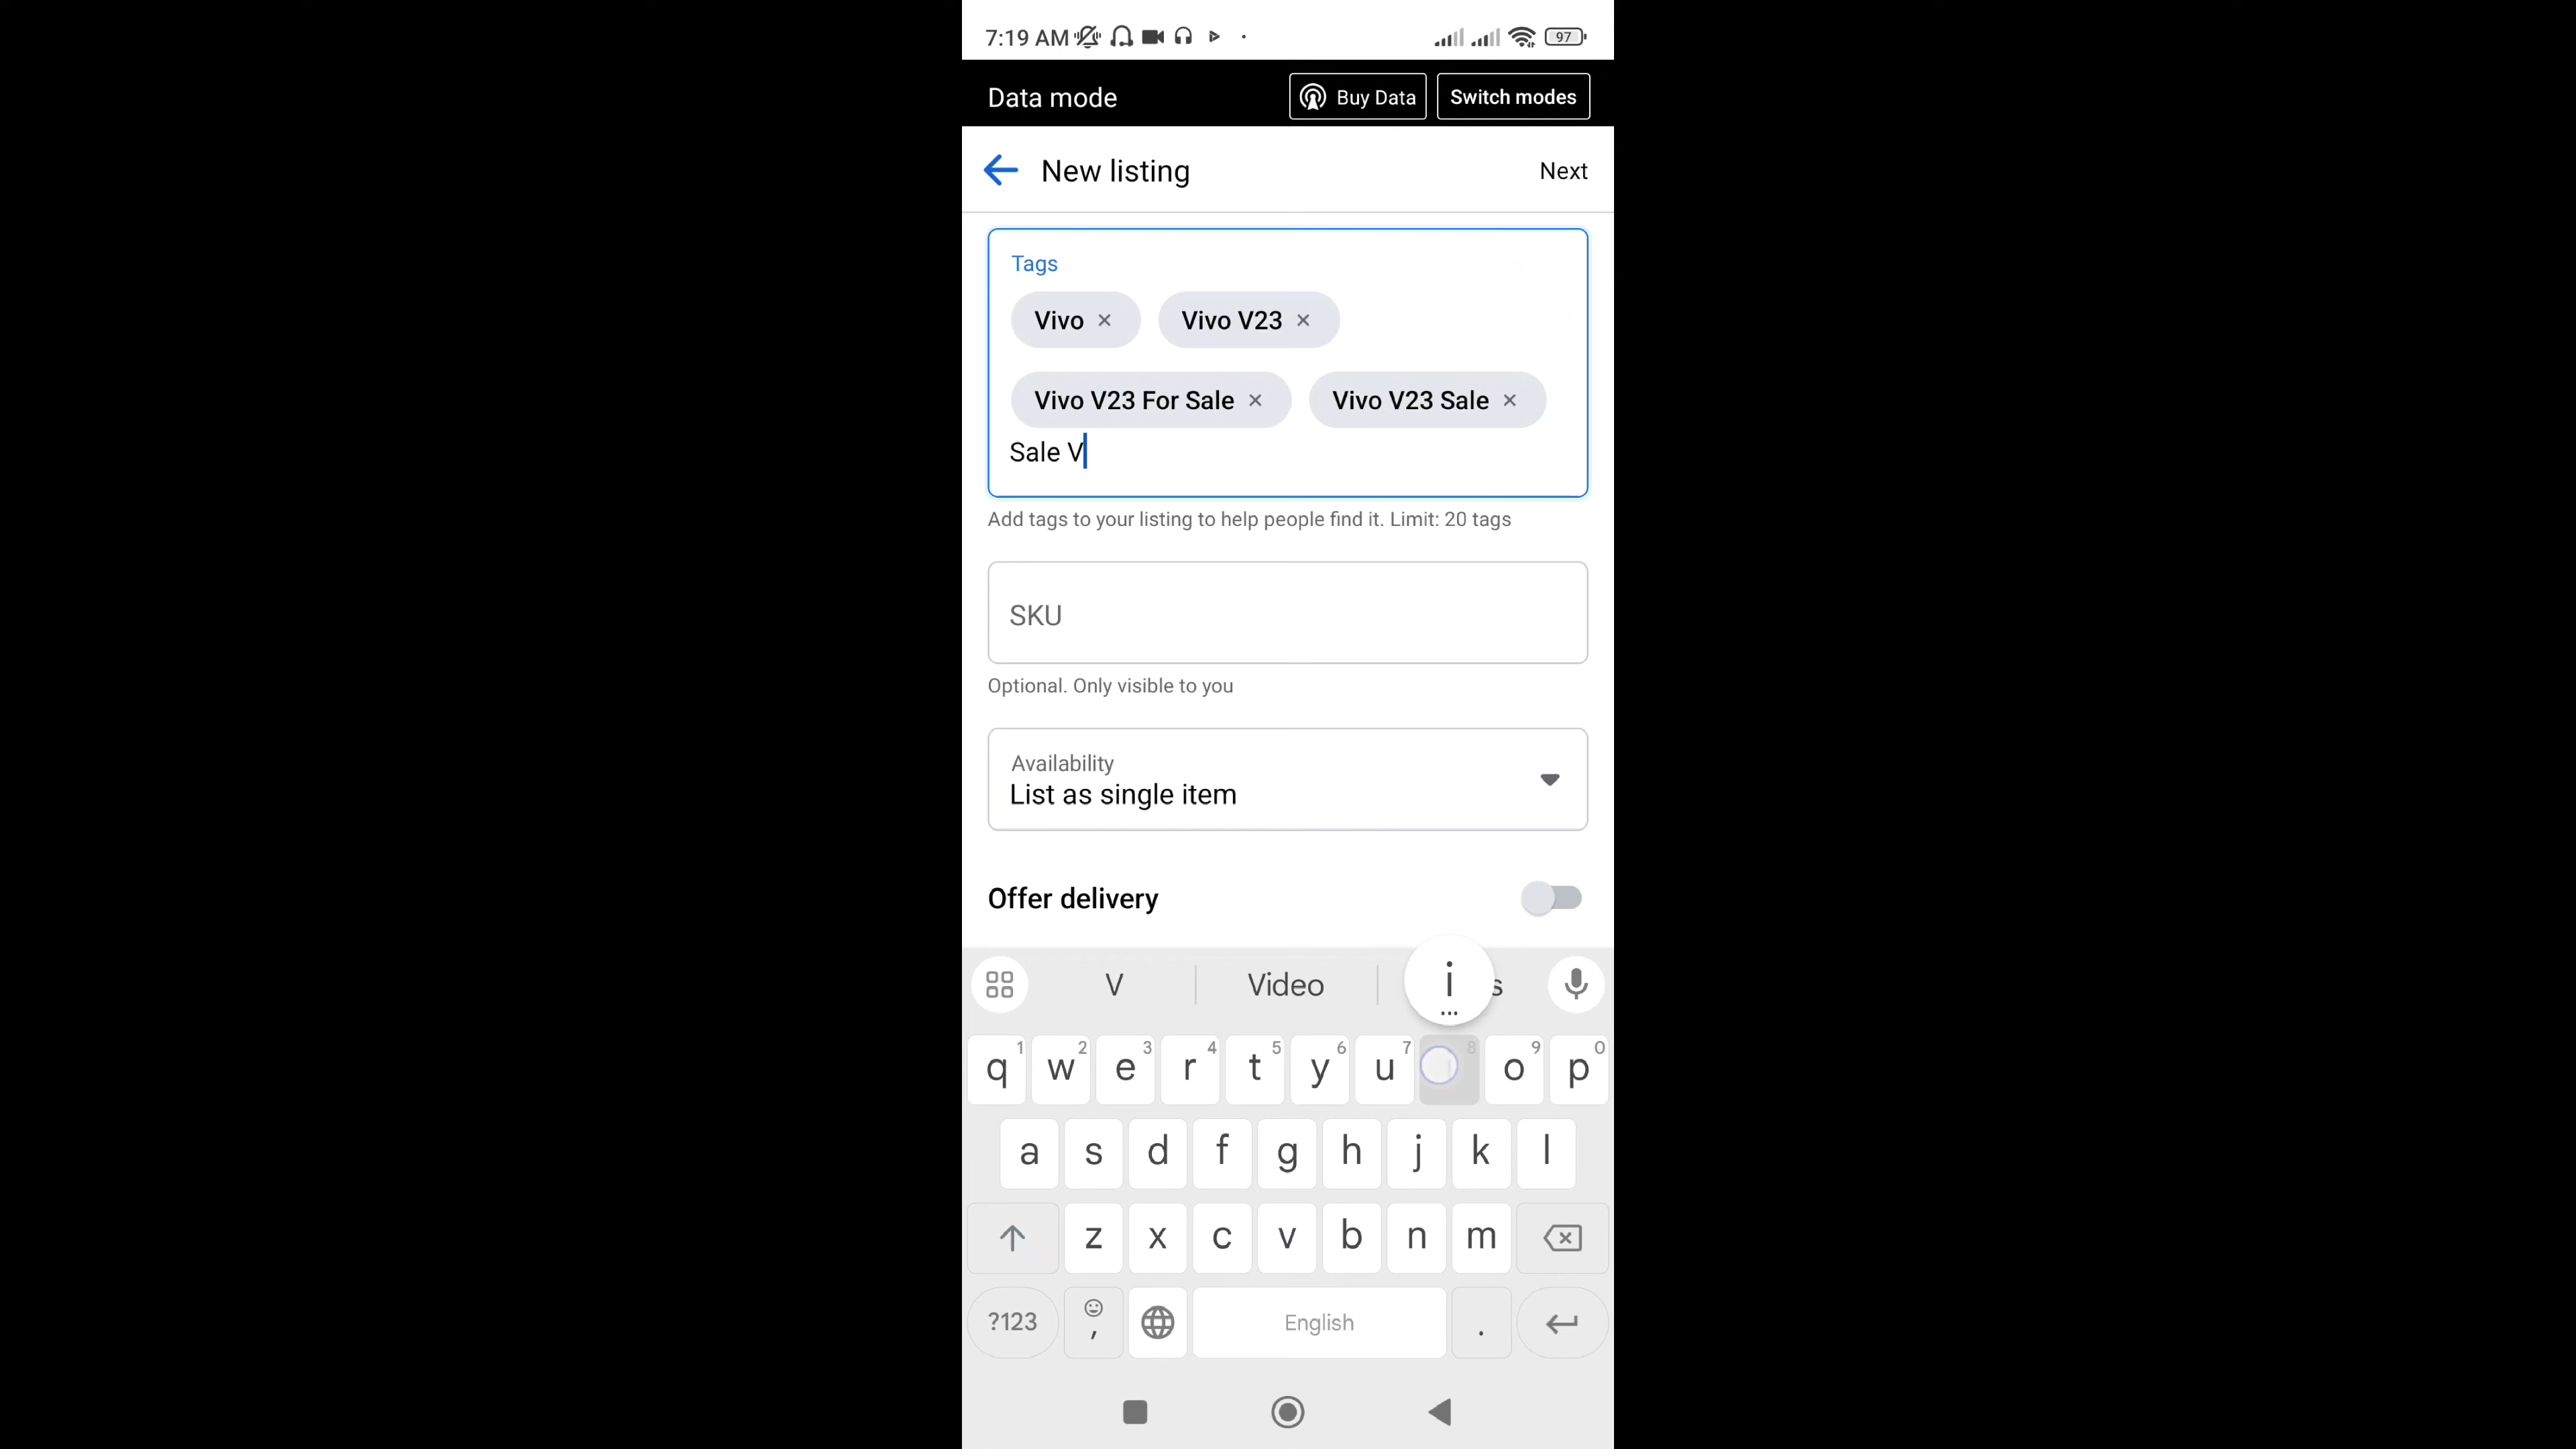 7:19 AM 97
Data mode Buy Data Switch modes
New listing Next
Tags
Vivo × Vivo V23 ×
Vivo V23 For Sale × Vivo V23 Sale ×
Sale V
Add tags to your listing to help people find it. Limit: 20 tags
SKU
Optional. Only visible to you
Availability
List as single item
Offer delivery
V Video i s
...
1 2 3 4 5 6 7 8 9 0
q w e r t y u o p
a s d f g h j k l
z x c v b n m
?123 , English .